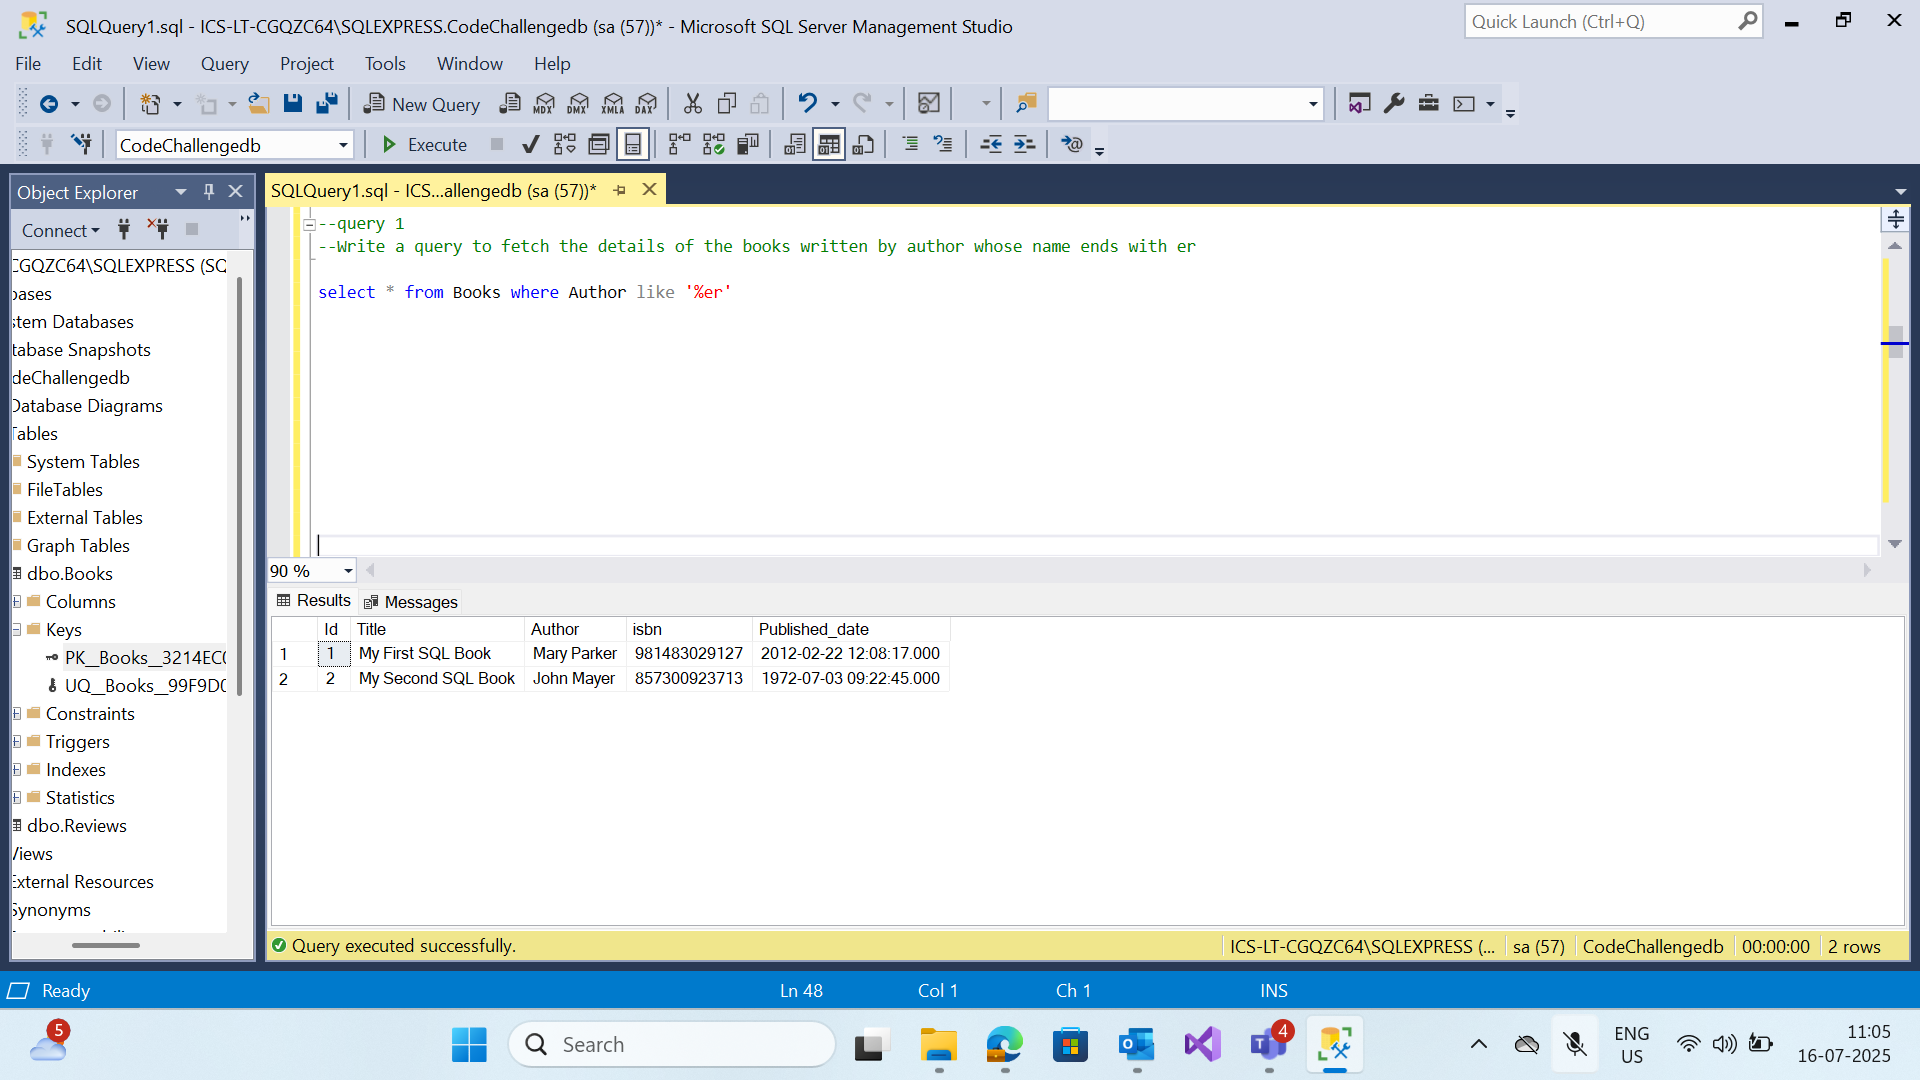 SQLQuery1.sql - ICS-LT-CGQZC64\SQLEXPRESS.CodeChallengedb (sa (57))* - Microsoft SQL Server Management Studio
Quick Launch (Ctrl+Q)
File Edit View Query Project Tools Window Help
New Query MDX DMX XMLA DAX
CodeChallengedb Execute
Object Explorer
SQLQuery1.sql - ICS...allengedb (sa (57))*
Connect
CGQZC64\SQLEXPRESS (SQ
bases
stem Databases
tabase Snapshots
deChallengedb
Database Diagrams
Tables
System Tables
FileTables
External Tables
Graph Tables
dbo.Books
Columns
Keys
PK__Books__3214EC0
UQ__Books__99F9D0
Constraints
Triggers
Indexes
Statistics
dbo.Reviews
Views
External Resources
Synonyms
--query 1
--Write a query to fetch the details of the books written by author whose name ends with er
select * from Books where Author like '%er'
90 %
Results Messages
Id Title Author isbn Published_date
1 1 My First SQL Book Mary Parker 981483029127 2012-02-22 12:08:17.000
2 2 My Second SQL Book John Mayer 857300923713 1972-07-03 09:22:45.000
Query executed successfully. ICS-LT-CGQZC64\SQLEXPRESS (... sa (57) CodeChallengedb 00:00:00 2 rows
Ready Ln 48 Col 1 Ch 1 INS
5
Search
4
ENG
US
11:05
16-07-2025